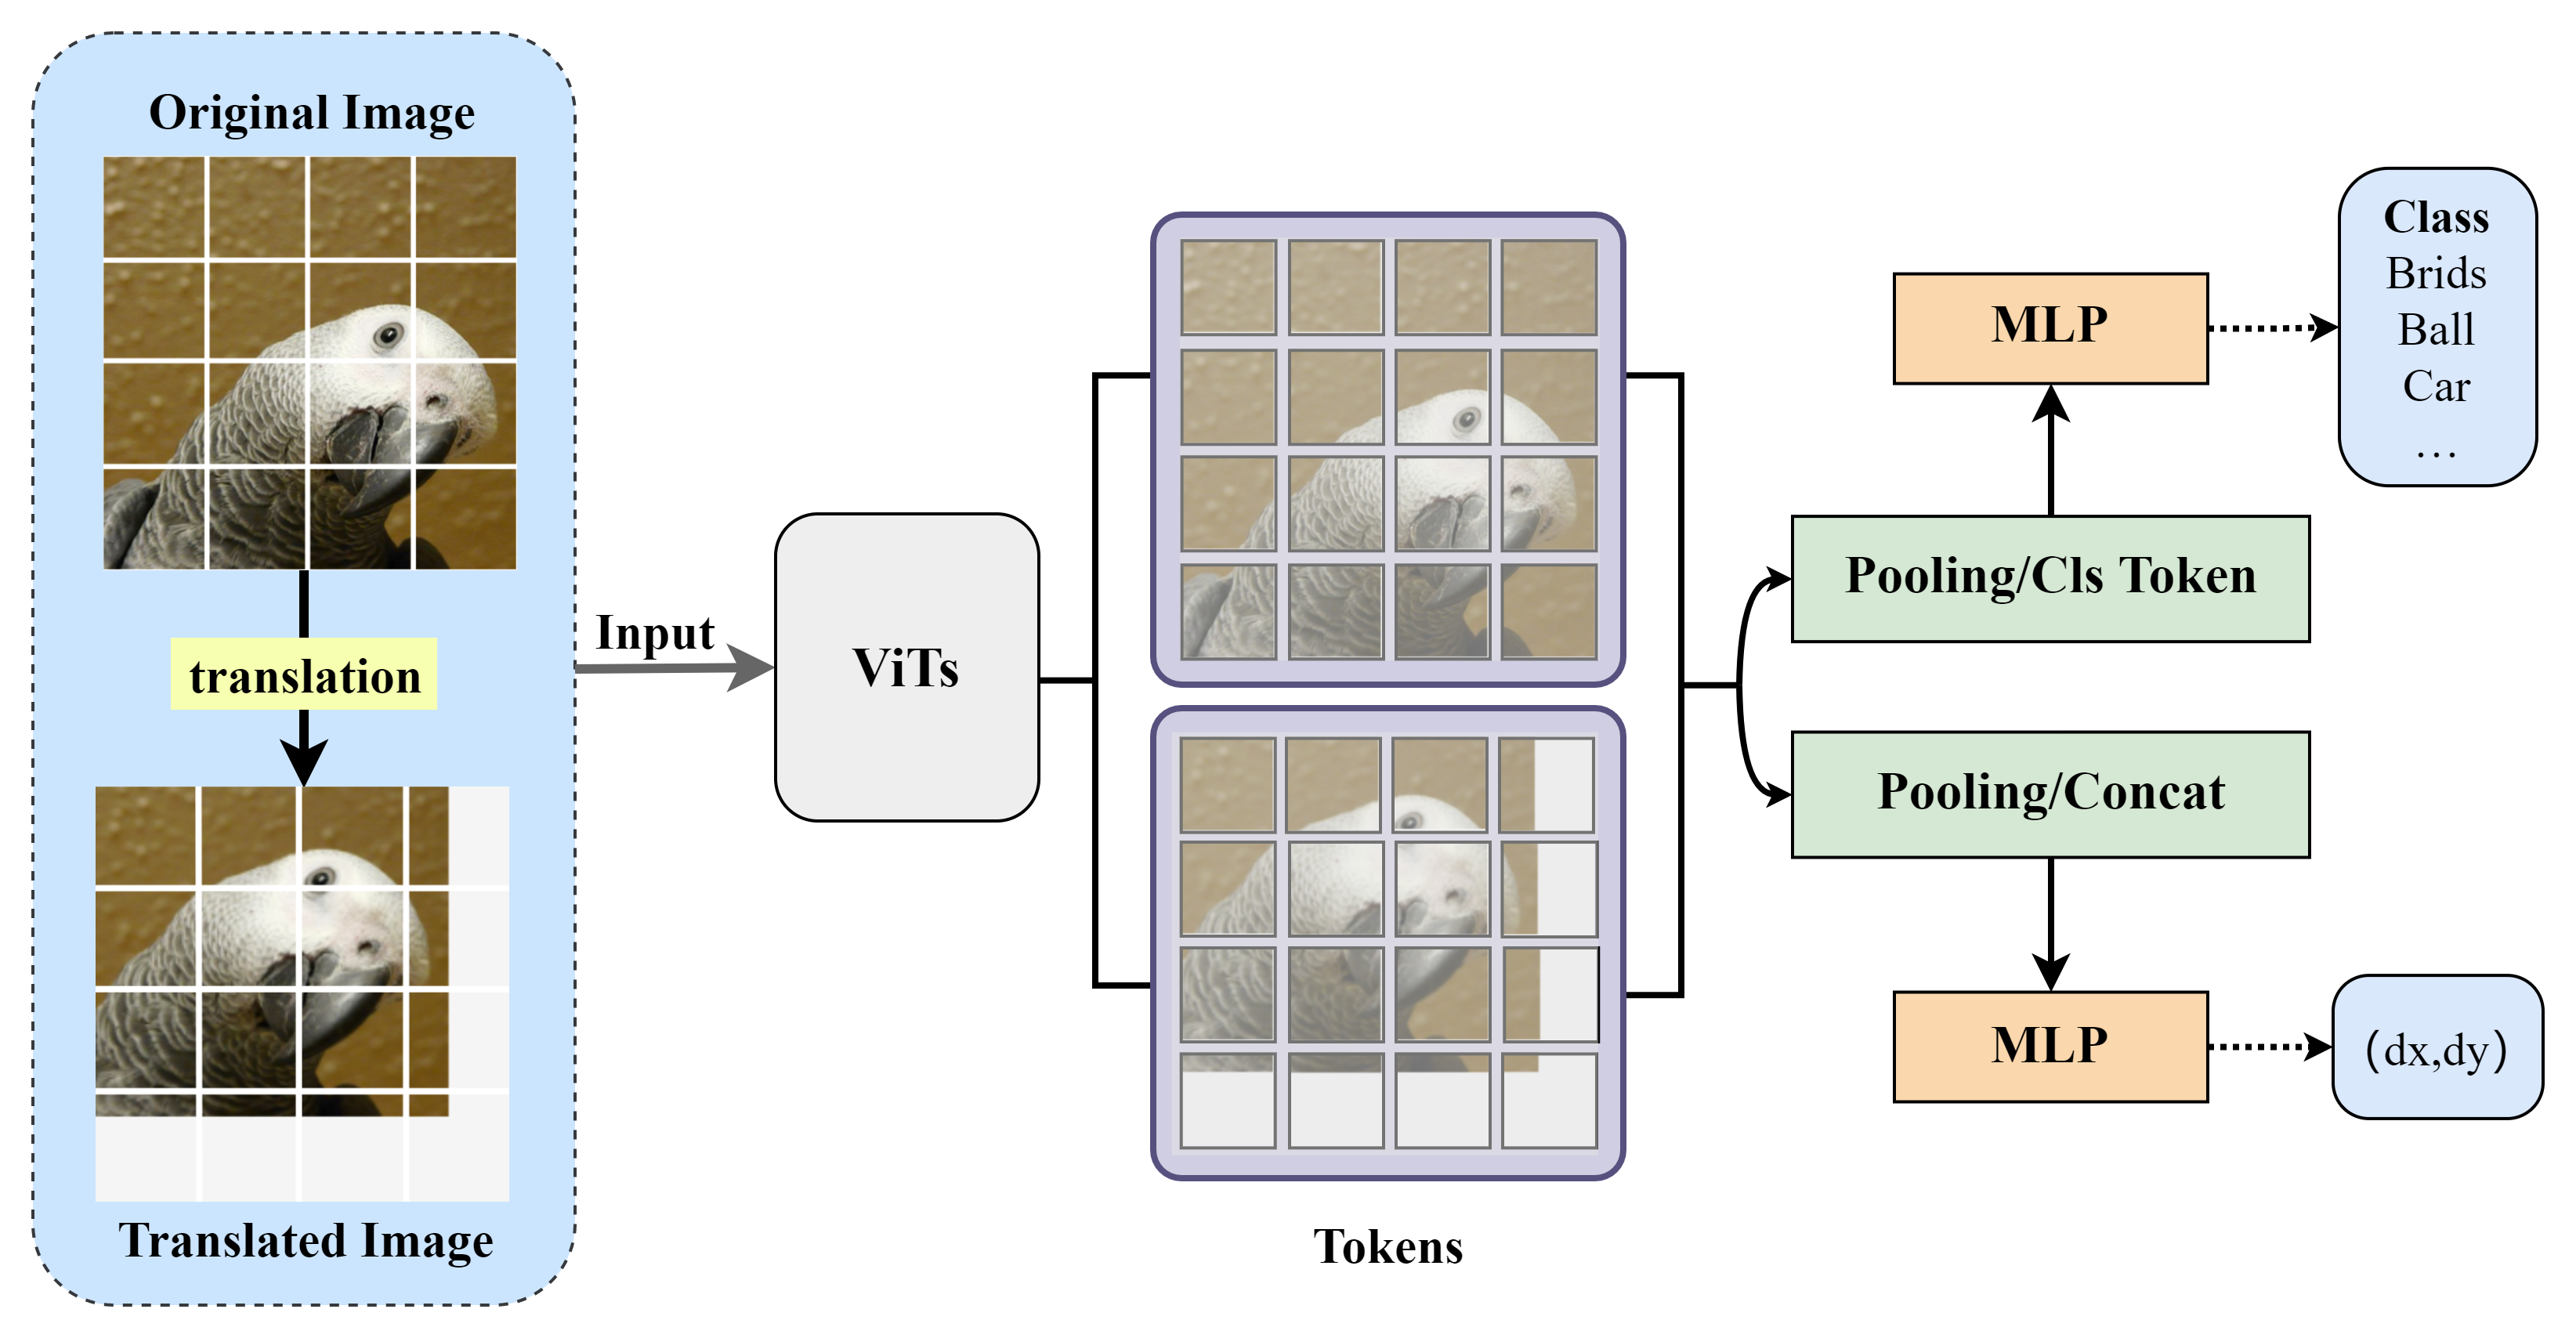 Original Image
translation
Translated Image
Input
ViTs
Tokens
Pooling/Cls Token
MLP
Class
Brids
Ball
Car
...
Pooling/Concat
MLP
(dx,dy)